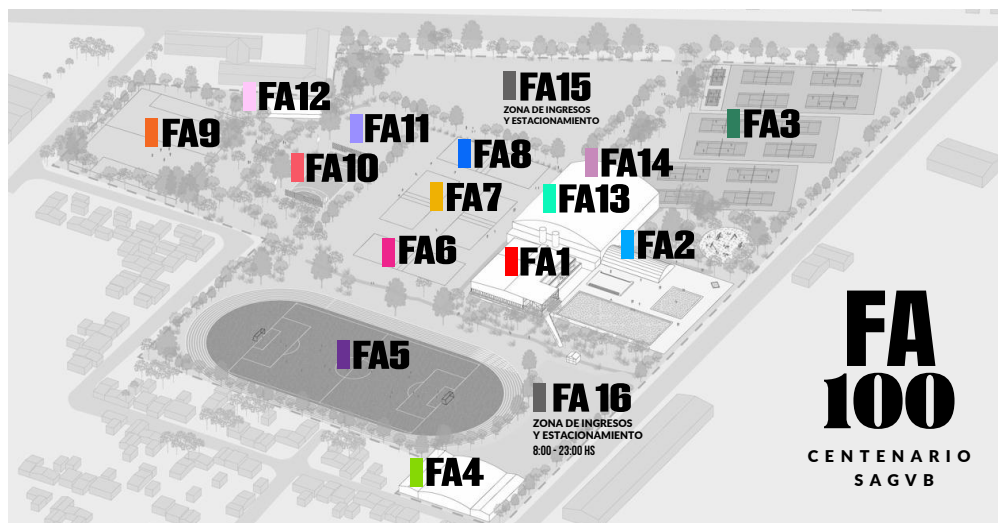 FA15
ZONA DE INGRESOS
Y ESTACIONAMIENTO
FA12
FA9
FA11
FA3
FA10
FA8
FA14
FA7
FA13
FA6
FA1
FA2
FA5
FA 16
ZONA DE INGRESOS
Y ESTACIONAMIENTO
8:00 - 23:00 HS
FA4
FA
100
CENTENARIO
SAGVB